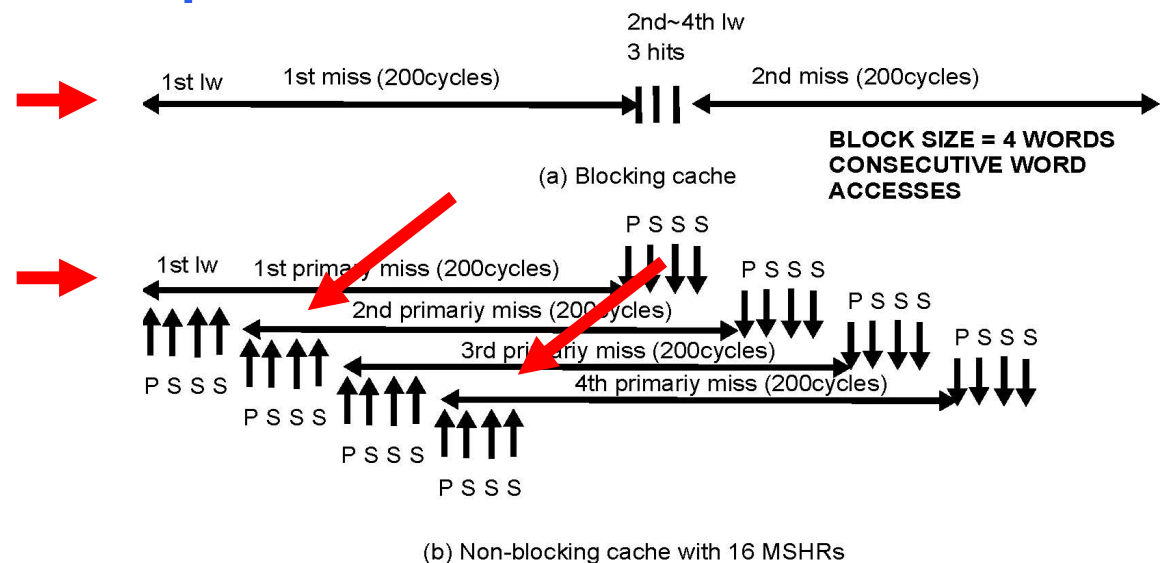 2nd~4th lw
3 hits
1st lw
1st miss (200cycles)
2nd miss (200cycles)
BLOCK SIZE = 4 WORDS
CONSECUTIVE WORD
ACCESSES
(a) Blocking cache
P S S S
1st lw
1st primary miss (200cycles)
P S S S
2nd primariy miss (200cycles)
P S S S
3rd primariy miss (200cycles)
P S S S
4th primariy miss (200cycles)
P S S S
P S S S
P S S S
P S S S
(b) Non-blocking cache with 16 MSHRs